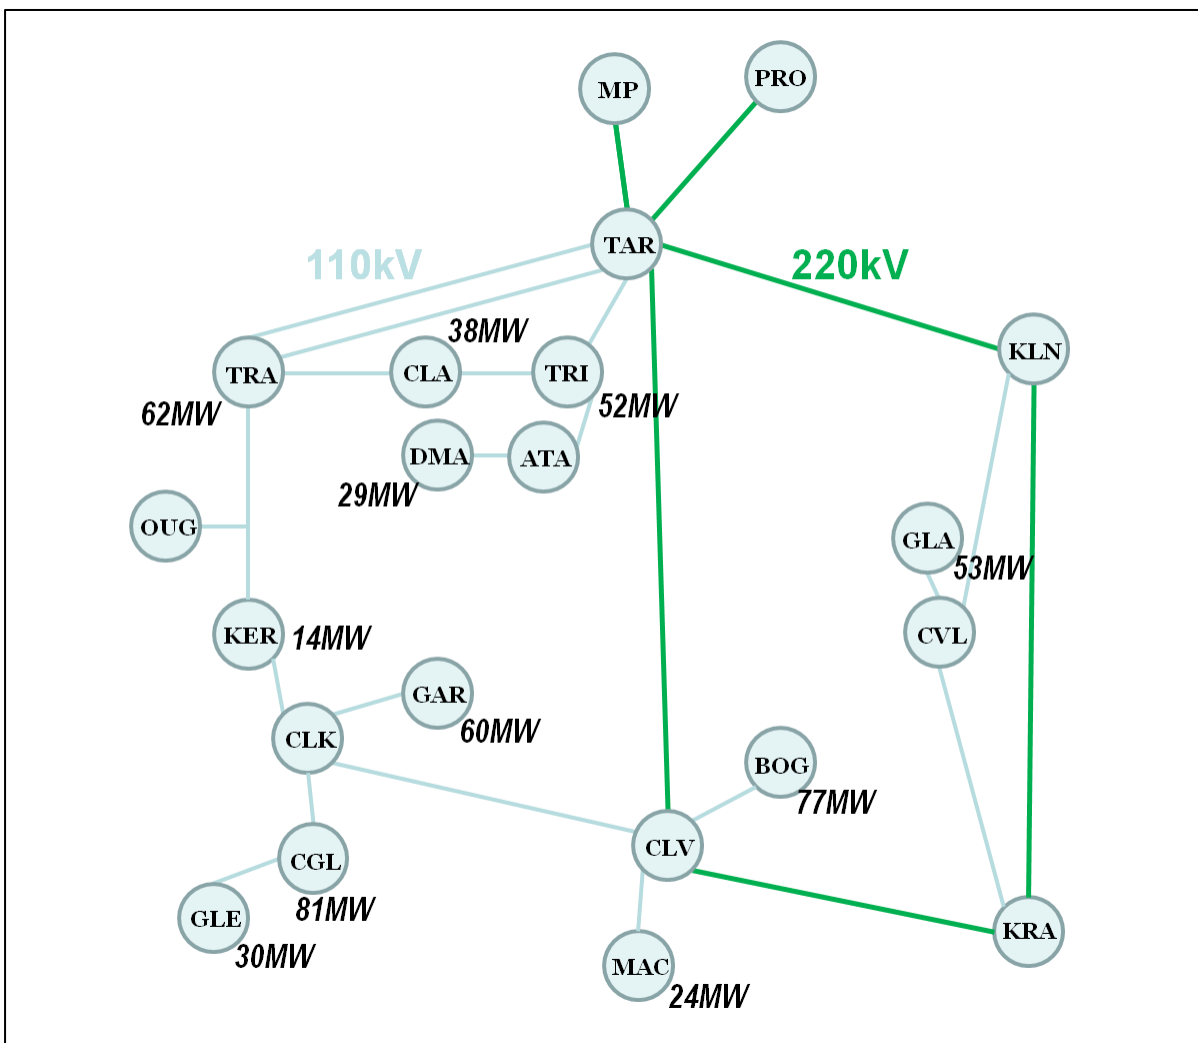 PRO
MP
TAR
110kV
220kV
38MW
KLN
TRA
CLA
TRI
62MW
52MW
DMA
ATA
29MW
OUG
GLA
53MW
KER
14MW
CVL
GAR
60MW
CLK
BOG
77MW
CLV
CGL
81MW
GLE
KRA
30MW
MAC
24MW